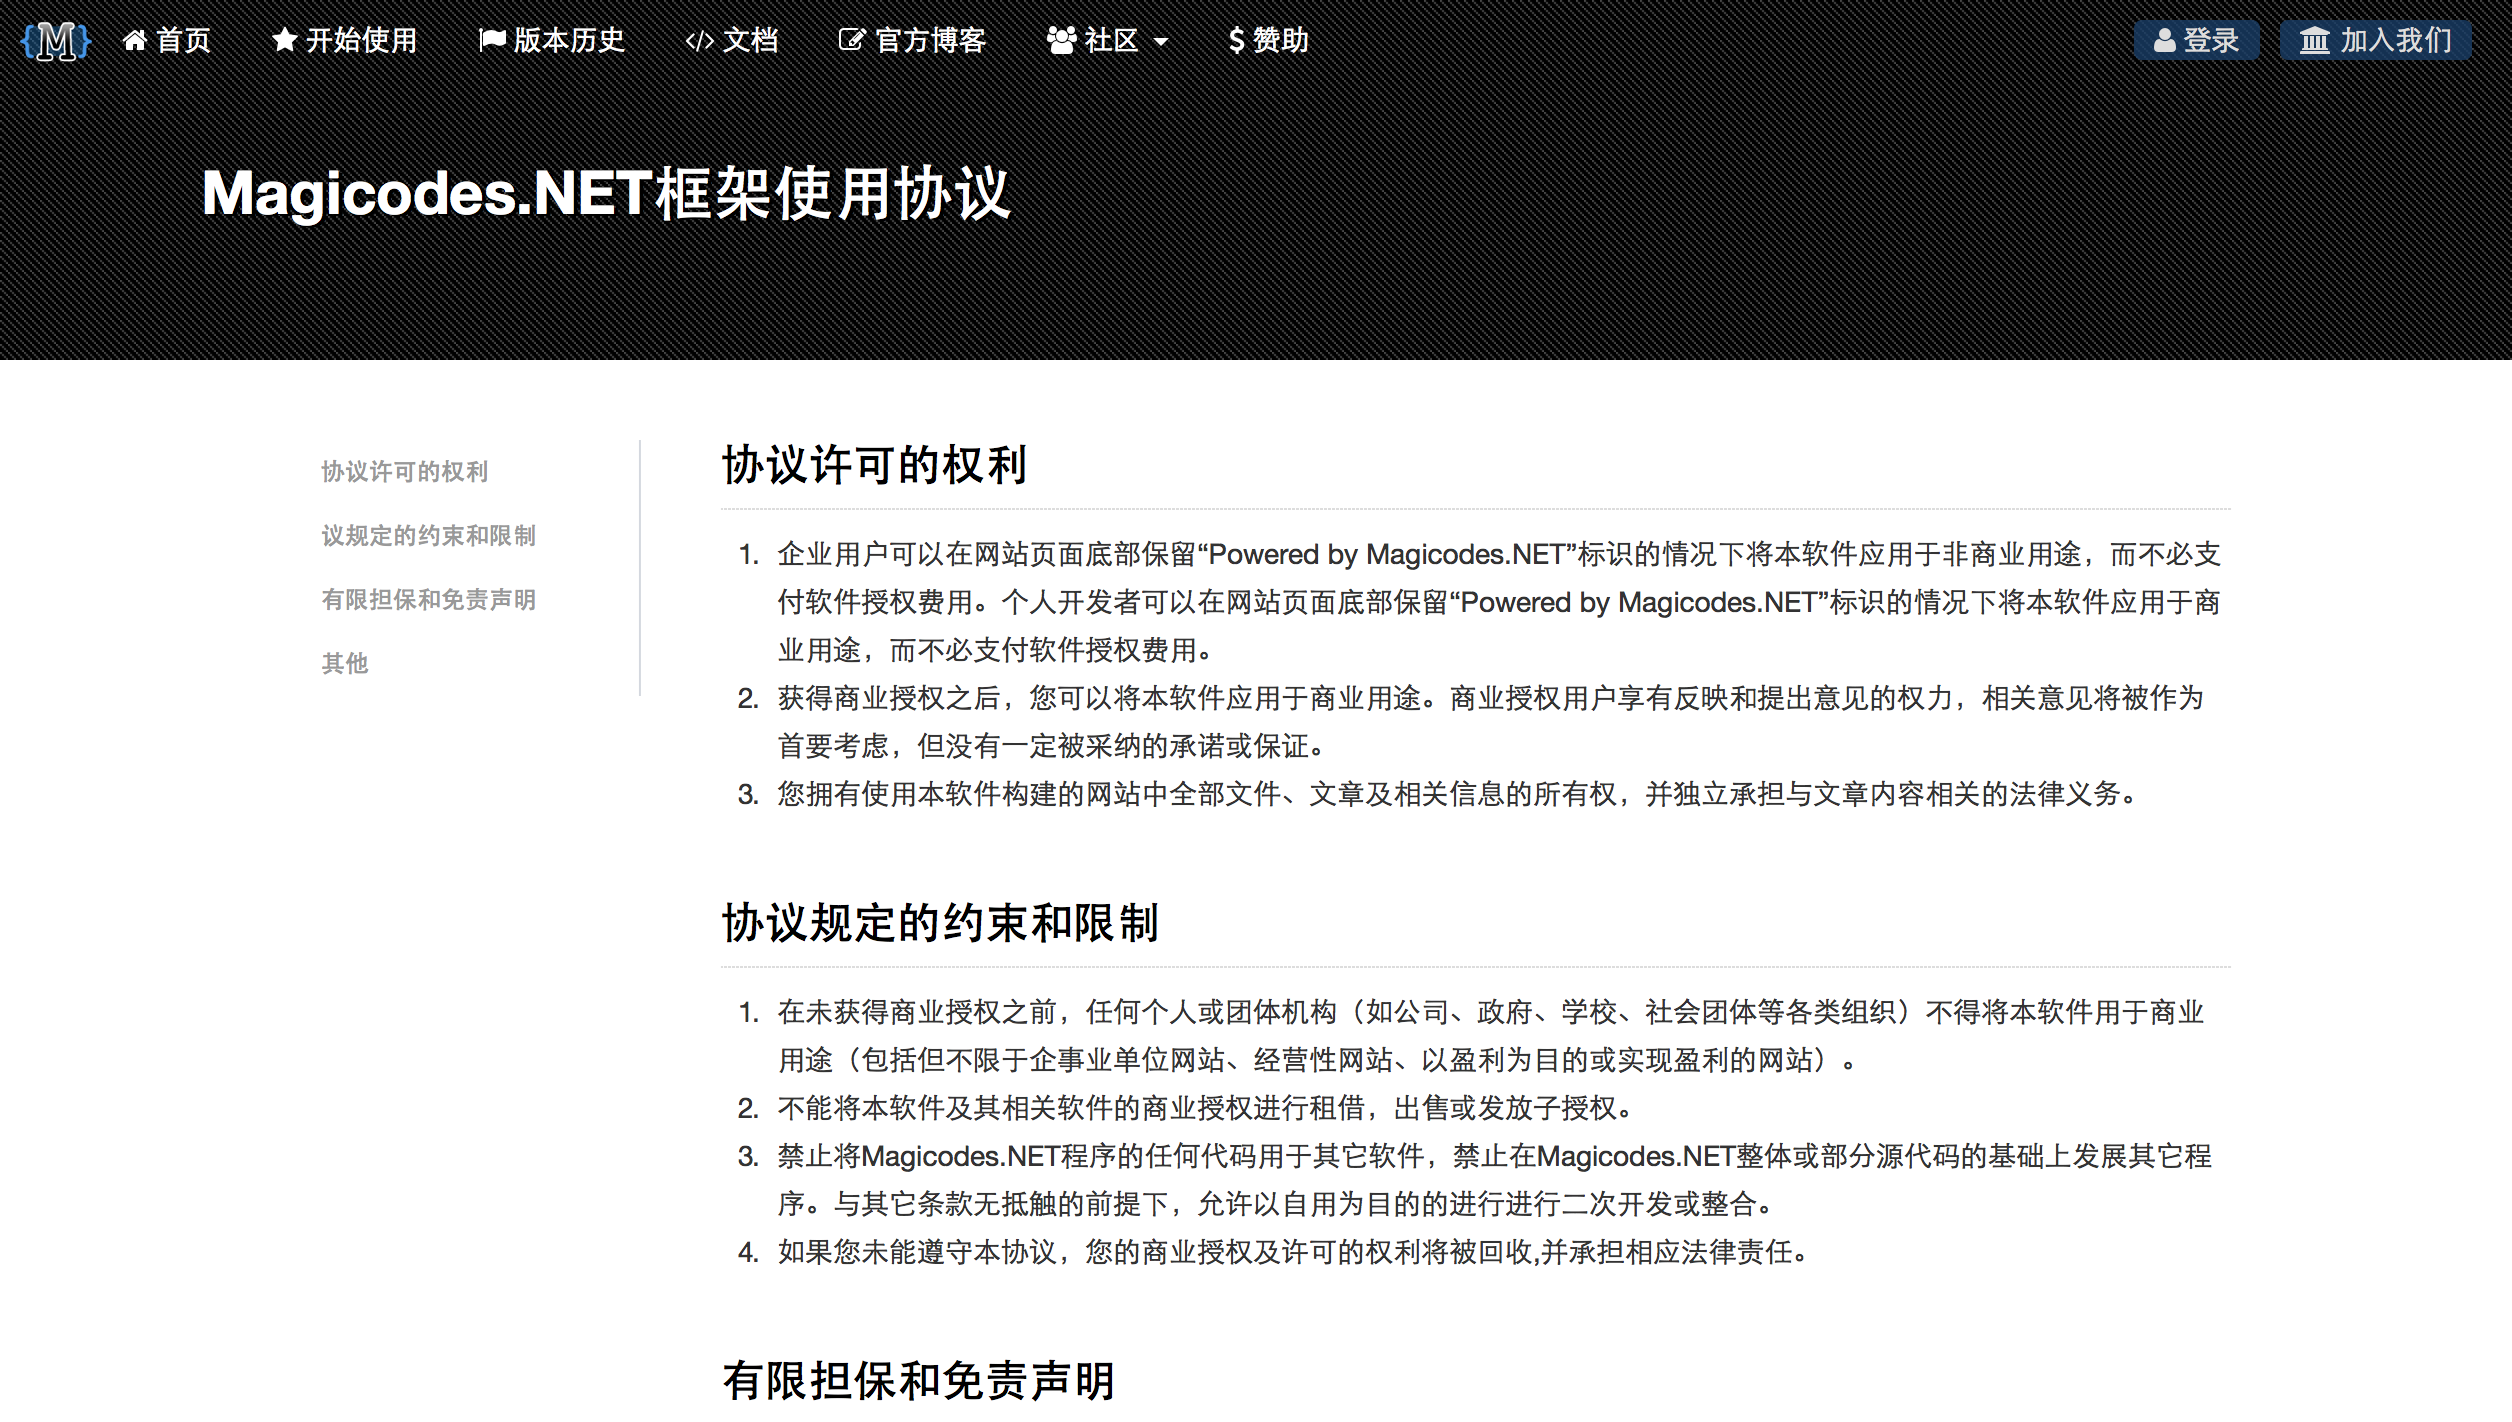 {M} 首页 开始使用 版本历史 </> 文档 官方博客 社区 $ 赞助 登录 加入我们
Magicodes.NET框架使用协议
协议许可的权利
议规定的约束和限制
有限担保和免责声明
其他
协议许可的权利
1. 企业用户可以在网站页面底部保留“Powered by Magicodes.NET”标识的情况下将本软件应用于非商业用途，而不必支
付软件授权费用。个人开发者可以在网站页面底部保留“Powered by Magicodes.NET”标识的情况下将本软件应用于商
业用途，而不必支付软件授权费用。
2. 获得商业授权之后，您可以将本软件应用于商业用途。商业授权用户享有反映和提出意见的权力，相关意见将被作为
首要考虑，但没有一定被采纳的承诺或保证。
3. 您拥有使用本软件构建的网站中全部文件、文章及相关信息的所有权，并独立承担与文章内容相关的法律义务。
协议规定的约束和限制
1. 在未获得商业授权之前，任何个人或团体机构（如公司、政府、学校、社会团体等各类组织）不得将本软件用于商业
用途（包括但不限于企事业单位网站、经营性网站、以盈利为目的或实现盈利的网站）。
2. 不能将本软件及其相关软件的商业授权进行租借，出售或发放子授权。
3. 禁止将Magicodes.NET程序的任何代码用于其它软件，禁止在Magicodes.NET整体或部分源代码的基础上发展其它程
序。与其它条款无抵触的前提下，允许以自用为目的的进行进行二次开发或整合。
4. 如果您未能遵守本协议，您的商业授权及许可的权利将被回收,并承担相应法律责任。
有限担保和免责声明